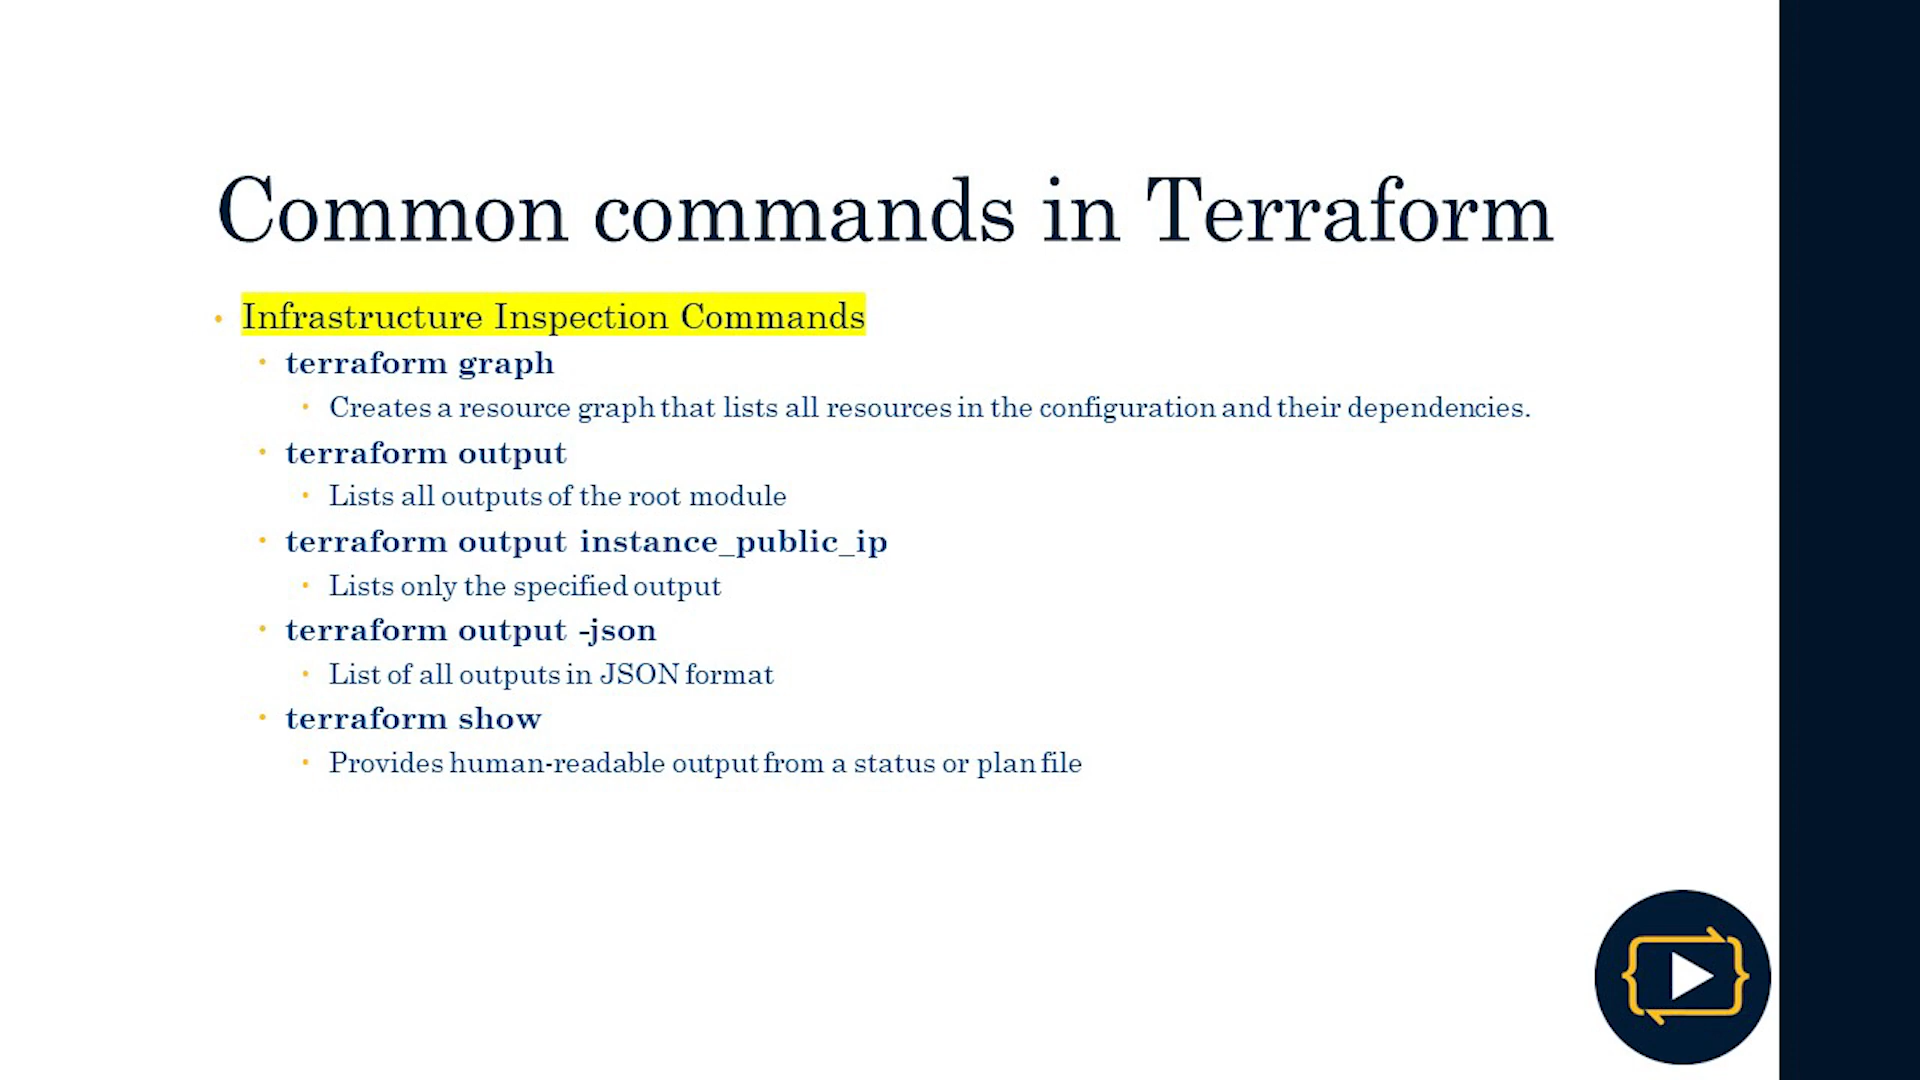 Common commands in Terraform
• Infrastructure Inspection Commands
• terraform graph
• Creates a resource graph that lists all resources in the configuration and their dependencies.
• terraform output
• Lists all outputs of the root module
• terraform output instance_public_ip
• Lists only the specified output
• terraform output -json
• List of all outputs in JSON format
• terraform show
• Provides human-readable output from a status or plan file